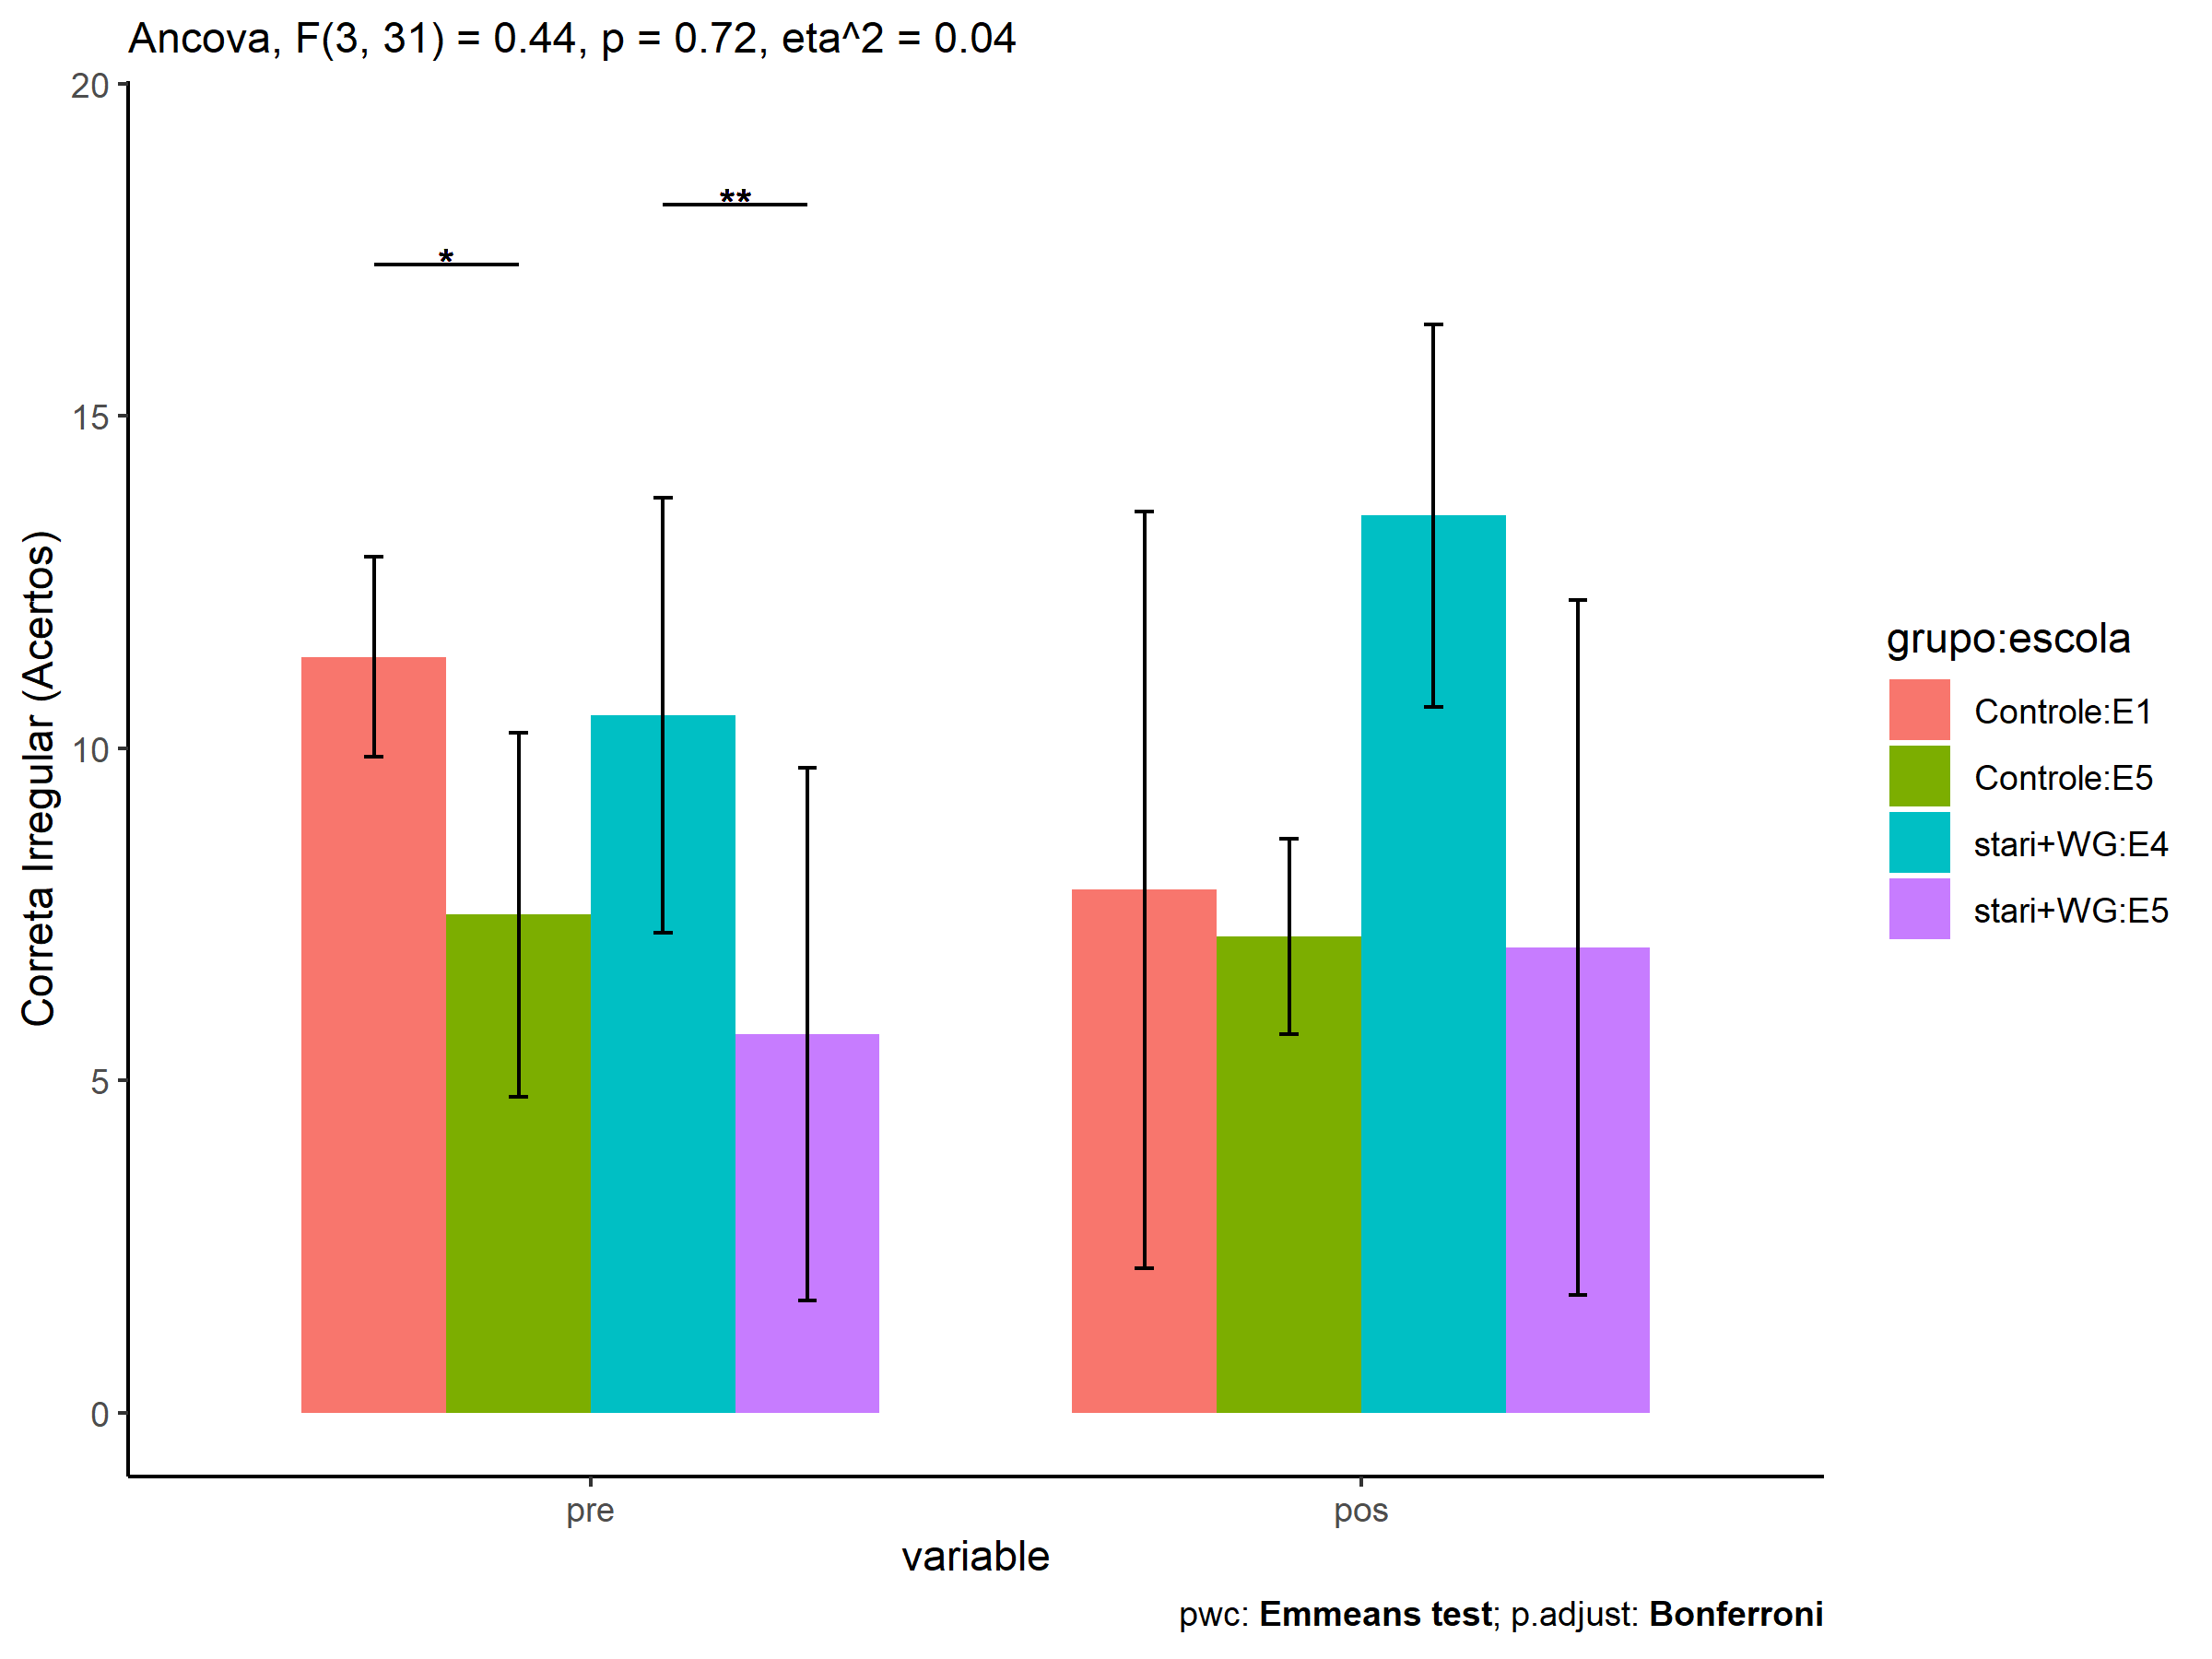 Ancova, F(3, 31) = 0.44, p = 0.72, eta^2 = 0.04
20
15
10
5
0
Correta Irregular (Acertos)
*
**
pre
pos
variable
grupo:escola
Controle:E1
Controle:E5
stari+WG:E4
stari+WG:E5
pwc: Emmeans test; p.adjust: Bonferroni